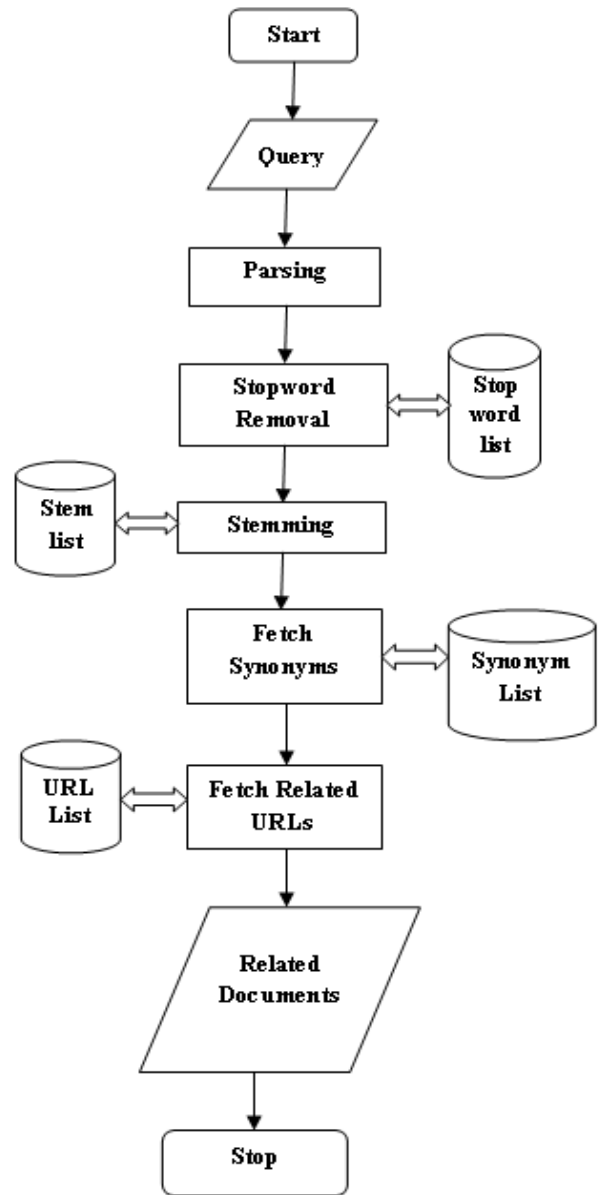 Start
Query
Parsing
Stopword
Removal
Stop
word
list
Stem
list
Stemming
Fetch
Synonyms
Synonym
List
URL
List
Fetch Related
URLs
Related
Documents
Stop